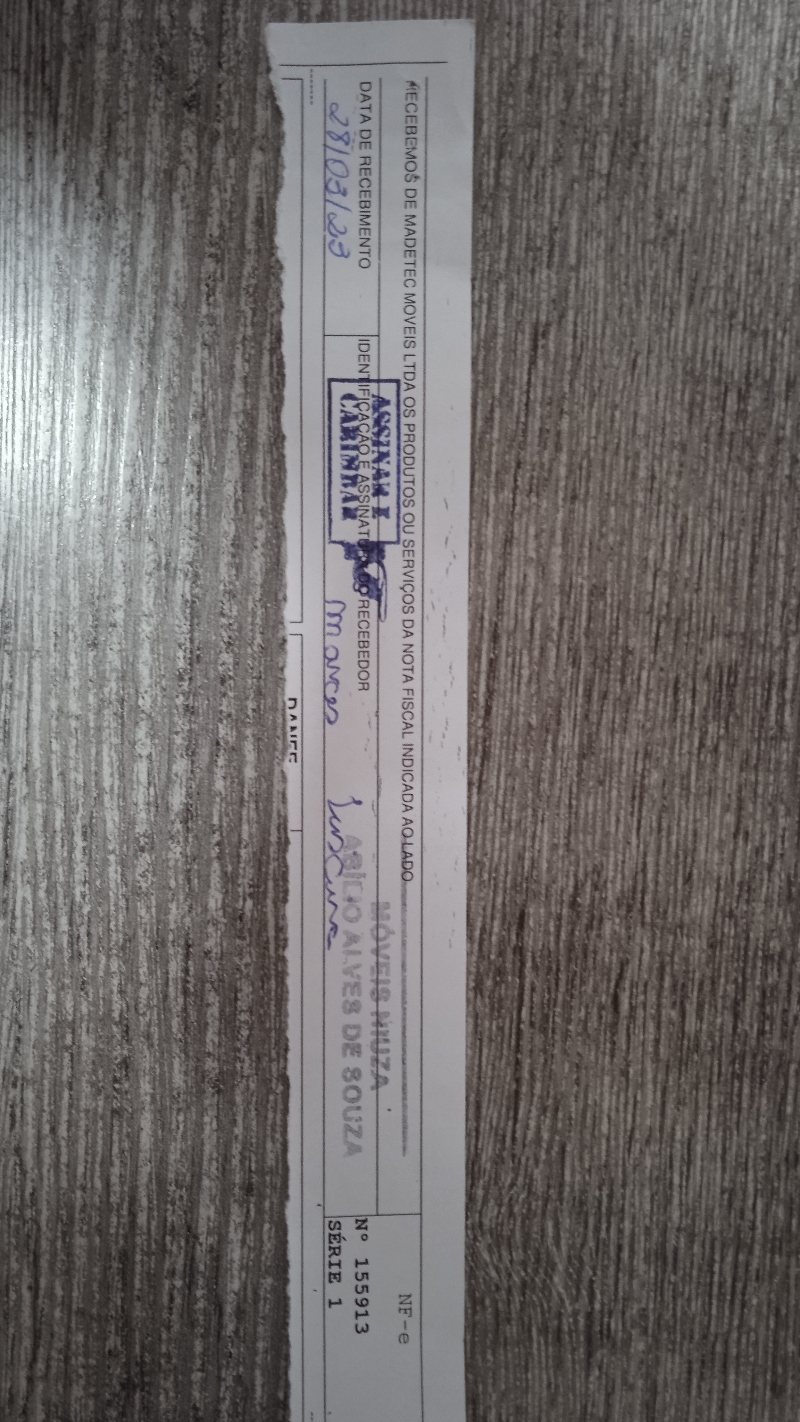 RECEBEMOS DE MADETEC MOVEIS LTDA OS PRODUTOS OU SERVIÇOS DA NOTA FISCAL INDICADA AO LADO
NF-e
DATA DE RECEBIMENTO
28/03/23
IDENTIFICAÇÃO E ASSINATURA DO RECEBEDOR
ASSINAR E
CARIMBAR
MÓVEIS NIUZA
ABÍLIO ALVES DE SOUZA
Nº 155913
SÉRIE 1
DANFE